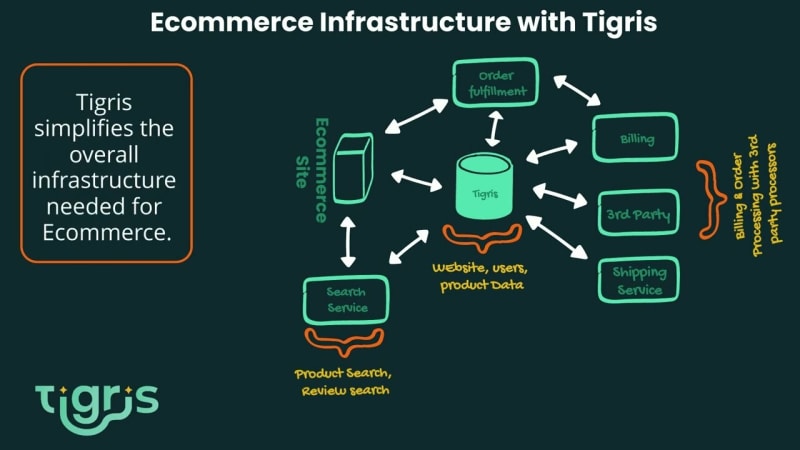 Ecommerce Infrastructure with Tigris
Tigris
simplifies the
overall
infrastructure
needed for
Ecommerce.
Ecommerce
Site
Order
fulfillment
Billing
Tigris
3rd Party
Shipping
Service
Billing & Order
Processing with 3rd
party processors
Website, users,
product Data
Search
Service
Product Search,
Review search
Tigris